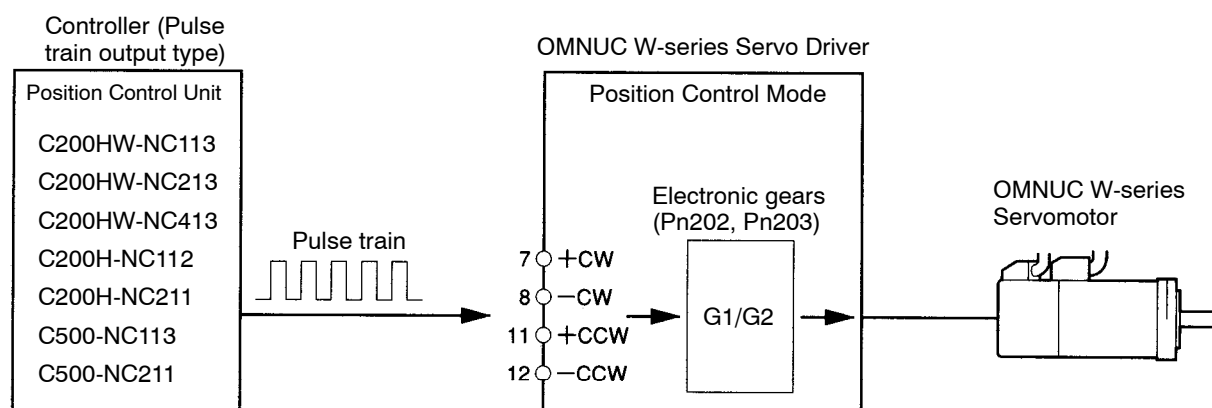 Controller (Pulse
train output type)
Position Control Unit
C200HW-NC113
C200HW-NC213
C200HW-NC413
C200H-NC112
C200H-NC211
C500-NC113
C500-NC211
Pulse train
OMNUC W-series Servo Driver
Position Control Mode
Electronic gears
(Pn202, Pn203)
7 +CW
8 −CW
11 +CCW
12 −CCW
G1/G2
OMNUC W-series
Servomotor